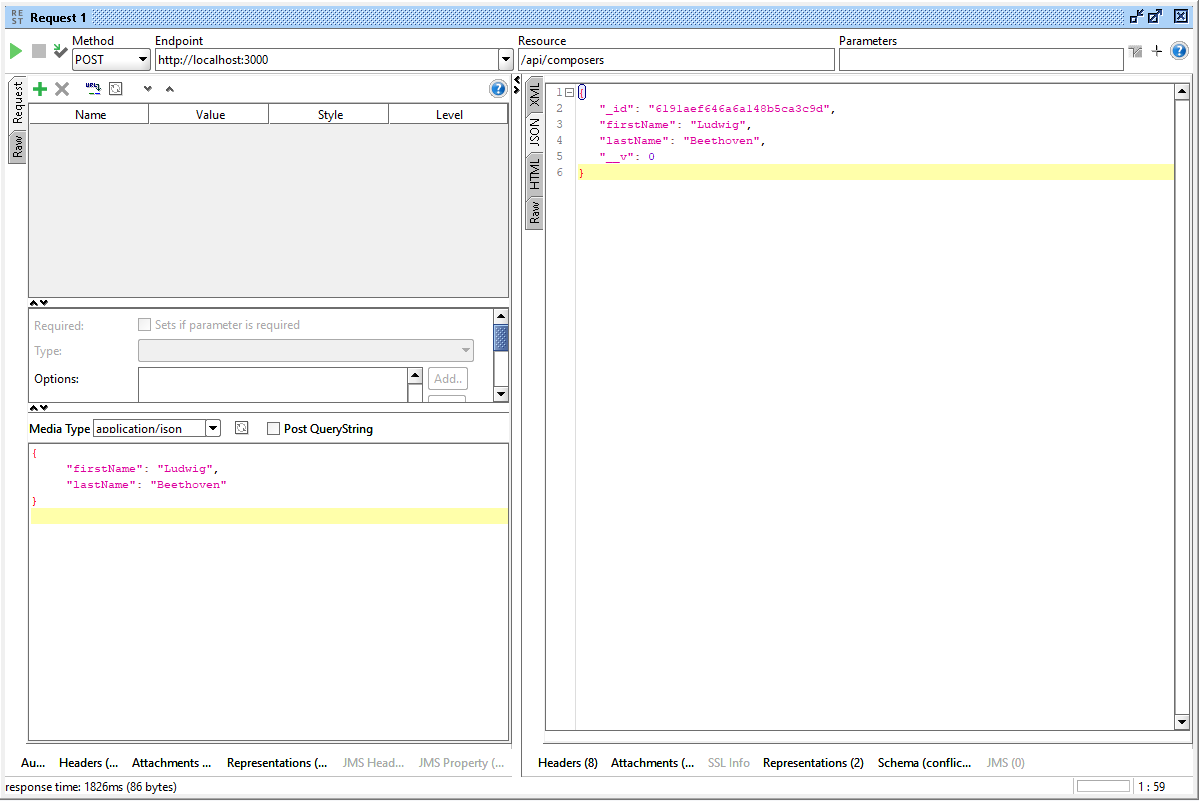 RE
ST
Request 1
Method
Endpoint
Resource
Parameters
POST
http://localhost:3000
/api/composers
Request
Raw
Name Value Style Level
Required: Sets if parameter is required
Type:
Options: Add..
Media Type application/json Post QueryString
{
"firstName": "Ludwig",
"lastName": "Beethoven"
}
Au... Headers (... Attachments ... Representations (... JMS Head... JMS Property (...
XML
JSON
HTML
Raw
1 {
2 "_id": "6191aef646a6a148b5ca3c9d",
3 "firstName": "Ludwig",
4 "lastName": "Beethoven",
5 "__v": 0
6 }
Headers (8) Attachments (... SSL Info Representations (2) Schema (conflic... JMS (0)
response time: 1826ms (86 bytes)
1 : 59